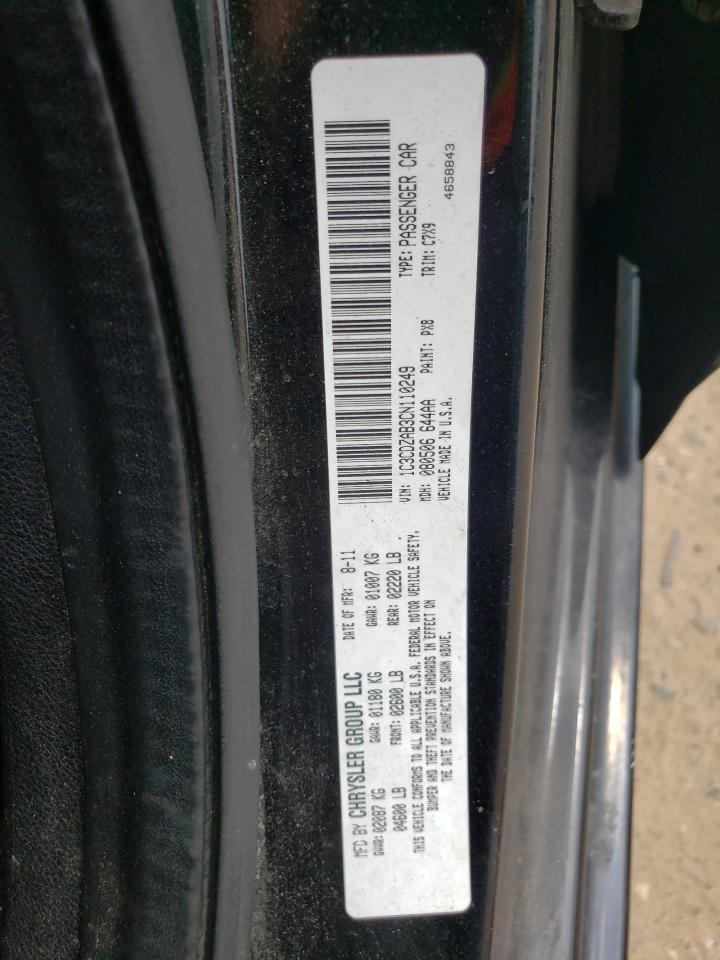 MFD BY CHRYSLER GROUP LLC DATE OF MFR: 8-11
GVWR: 02087 KG GAWR: 01180 KG GAWR: 01007 KG
04600 LB FRONT: 02600 LB REAR: 02220 LB
THIS VEHICLE CONFORMS TO ALL APPLICABLE U.S.A. FEDERAL MOTOR VEHICLE SAFETY,
BUMPER AND THEFT PREVENTION STANDARDS IN EFFECT ON
THE DATE OF MANUFACTURE SHOWN ABOVE.
VIN: 1C3CDZAB3CN110249 TYPE: PASSENGER CAR
MDH: 080506 644AA PAINT: PX8 TRIM: C7X9
VEHICLE MADE IN U.S.A. 4658843